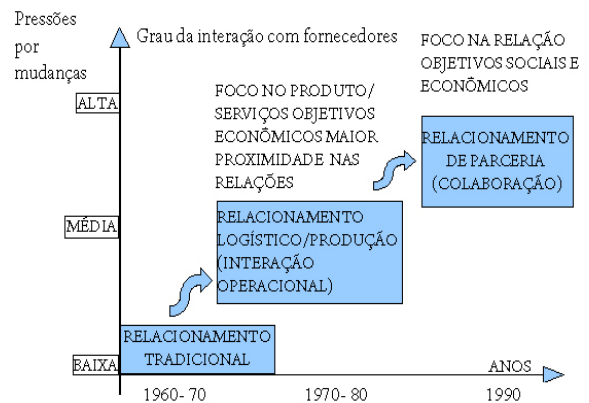 Pressões
por
mudanças
Grau da interação com fornecedores
FOCO NA RELAÇÃO
OBJETIVOS SOCIAIS E
ECONÔMICOS
FOCO NO PRODUTO/
SERVIÇOS OBJETIVOS
ECONÔMICOS MAIOR
PROXIMIDADE NAS
RELAÇÕES
ALTA
RELACIONAMENTO
DE PARCERIA
(COLABORAÇÃO)
MÉDIA
RELACIONAMENTO
LOGÍSTICO/PRODUÇÃO
(INTERAÇÃO
OPERACIONAL)
RELACIONAMENTO
TRADICIONAL
BAIXA
ANOS
1960-70
1970-80
1990